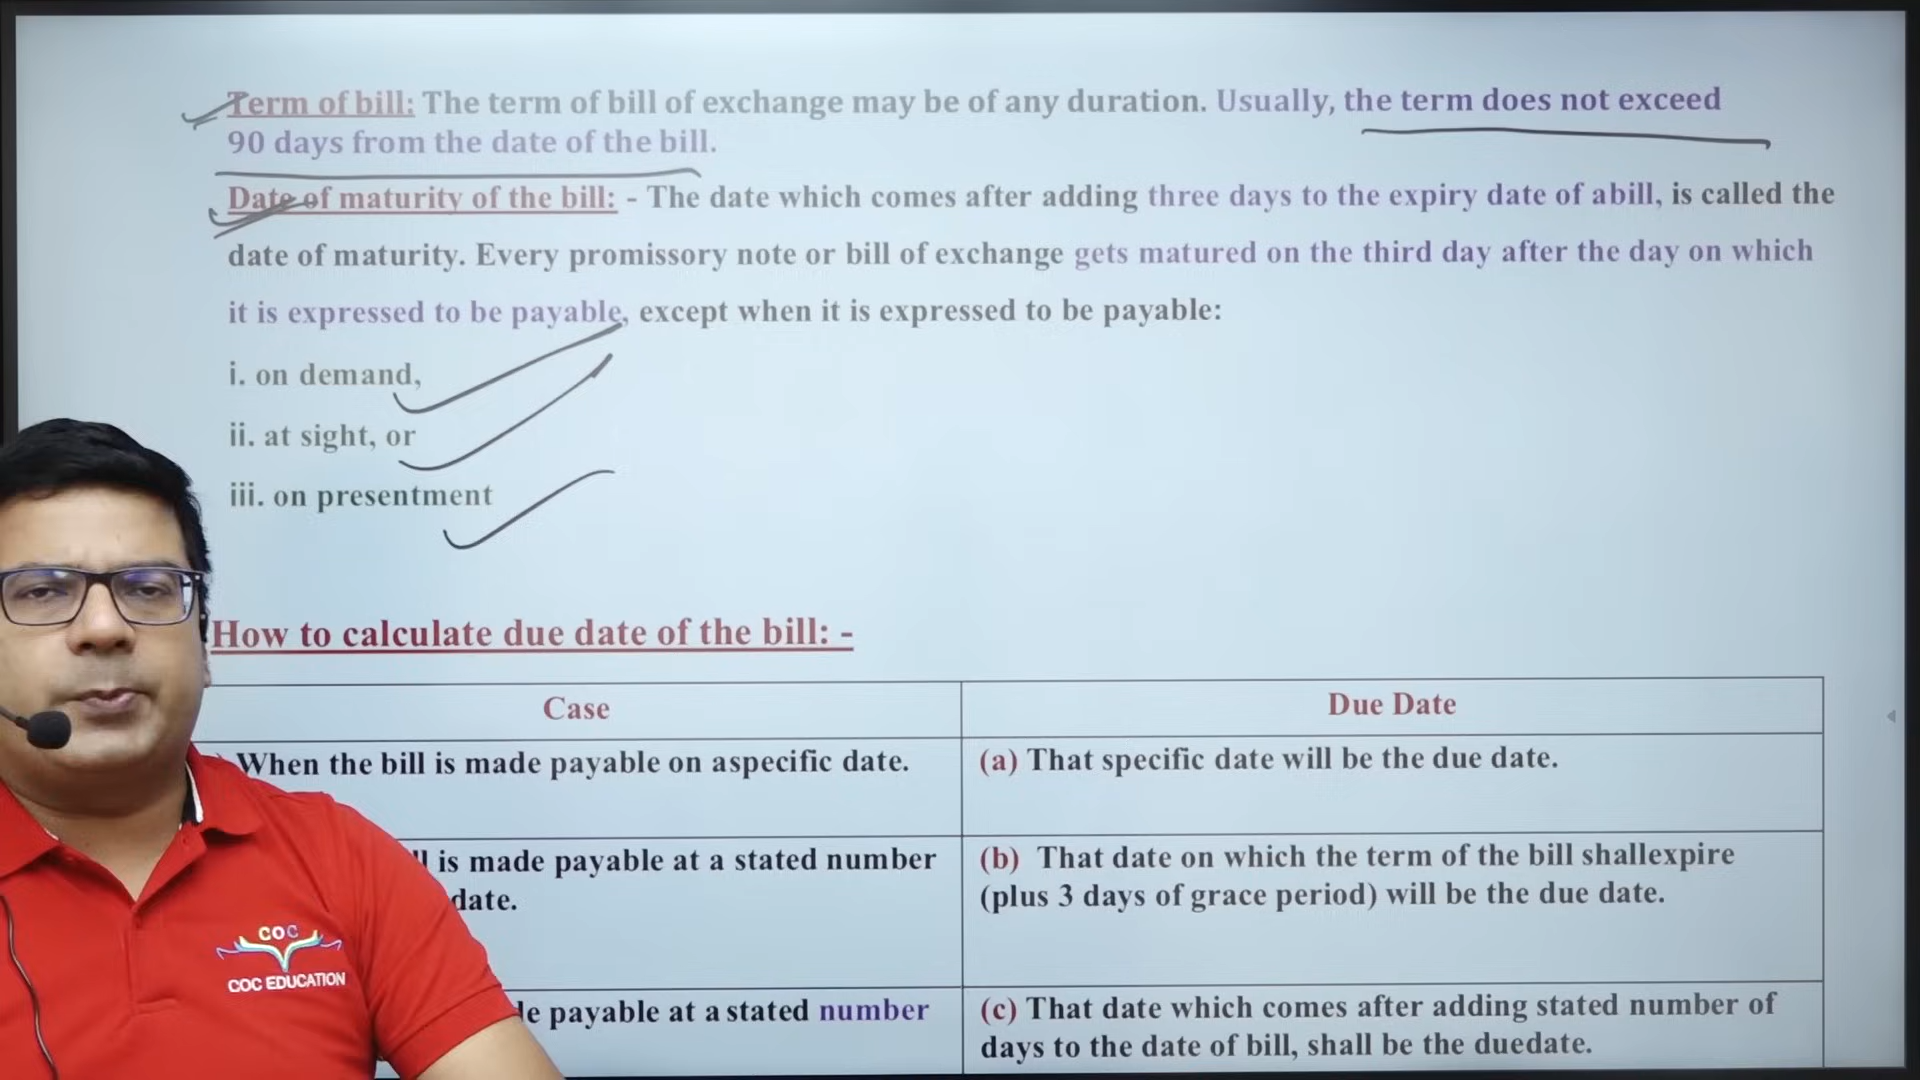 Term of bill: The term of bill of exchange may be of any duration. Usually, the term does not exceed
90 days from the date of the bill.
Date of maturity of the bill: - The date which comes after adding three days to the expiry date of abill, is called the
date of maturity. Every promissory note or bill of exchange gets matured on the third day after the day on which
it is expressed to be payable, except when it is expressed to be payable:
i. on demand,
ii. at sight, or
iii. on presentment
How to calculate due date of the bill: -
Case
Due Date
When the bill is made payable on aspecific date.
(a) That specific date will be the due date.
is made payable at a stated number
date.
(b) That date on which the term of the bill shallexpire
(plus 3 days of grace period) will be the due date.
payable at a stated number
(c) That date which comes after adding stated number of
days to the date of bill, shall be the duedate.
COC
COC EDUCATION